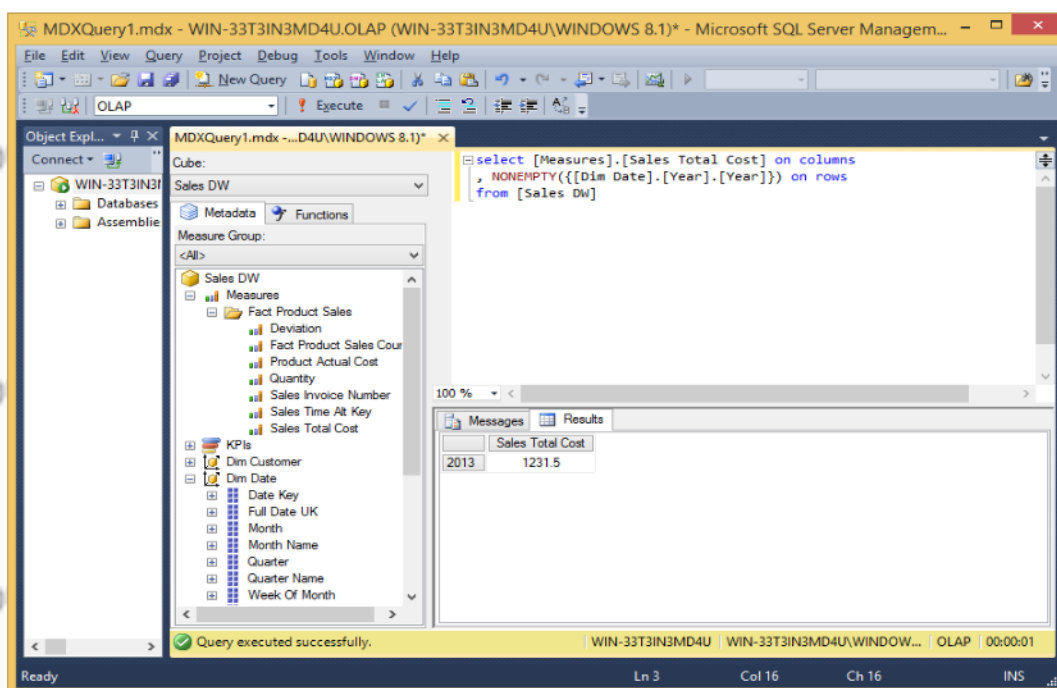 MDXQuery1.mdx - WIN-33T3IN3MD4U.OLAP (WIN-33T3IN3MD4U\WINDOWS 8.1)* - Microsoft SQL Server Managem...
File Edit View Query Project Debug Tools Window Help
New Query
OLAP Execute
Object Expl...
Connect
WIN-33T3IN3I
Databases
Assemblie
MDXQuery1.mdx -...D4U\WINDOWS 8.1)*
Cube:
Sales DW
Metadata Functions
Measure Group:
<All>
Sales DW
Measures
Fact Product Sales
Deviation
Fact Product Sales Cour
Product Actual Cost
Quantity
Sales Invoice Number
Sales Time Alt Key
Sales Total Cost
KPIs
Dim Customer
Dim Date
Date Key
Full Date UK
Month
Month Name
Quarter
Quarter Name
Week Of Month
select [Measures].[Sales Total Cost] on columns
, NONEMPTY({[Dim Date].[Year].[Year]}) on rows
from [Sales DW]
100 %
Messages Results
Sales Total Cost
2013 1231.5
Query executed successfully. WIN-33T3IN3MD4U WIN-33T3IN3MD4U\WINDOW... OLAP 00:00:01
Ready Ln 3 Col 16 Ch 16 INS